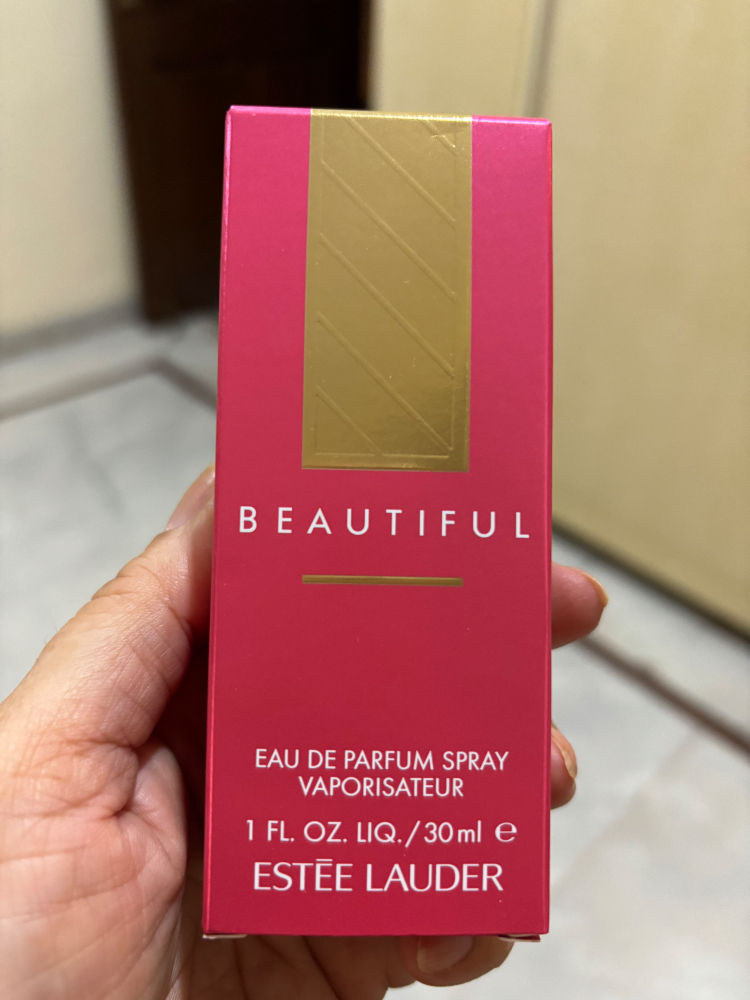 BEAUTIFUL
EAU DE PARFUM SPRAY
VAPORISATEUR
1 FL. OZ. LIQ./30ml ℮
ESTĒE LAUDER